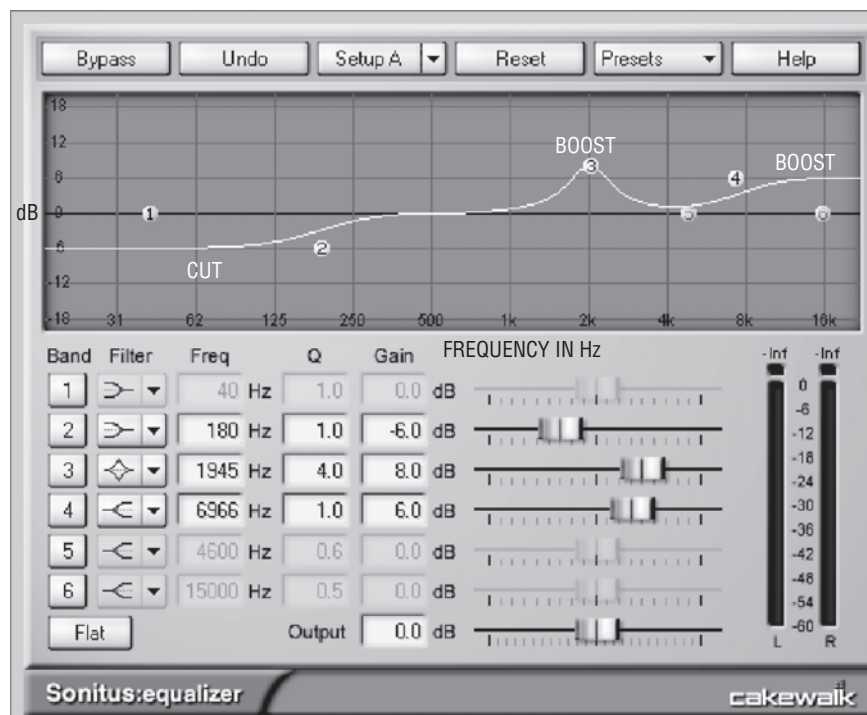 Bypass Undo Setup A Reset Presets Help
18
12
BOOST BOOST
6 3 4
dB 0 1 5 6
-6 2
CUT
-12
-18 31 62 125 250 500 1k 2k 4k 8k 16k
Band Filter Freq Q Gain FREQUENCY IN Hz -Inf -Inf
1 40 Hz 1.0 0.0 dB
2 180 Hz 1.0 -6.0 dB
3 1945 Hz 4.0 8.0 dB
4 6966 Hz 1.0 6.0 dB
5 4600 Hz 0.6 0.0 dB
6 15000 Hz 0.5 0.0 dB
Flat Output 0.0 dB
0
-6
-12
-18
-24
-30
-36
-42
-48
-54
-60
L R
Sonitus:equalizer cakewalk